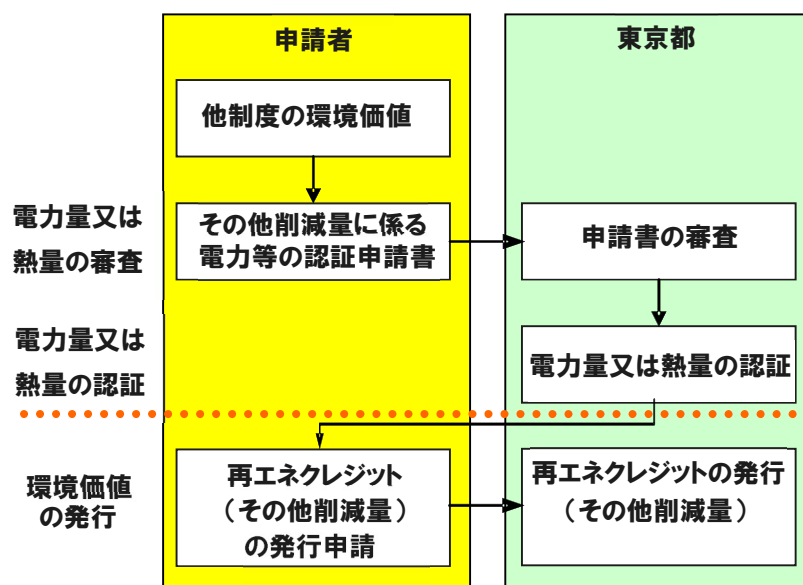 申請者
東京都
他制度の環境価値
電力量又は
熱量の審査
その他削減量に係る
電力等の認証申請書
申請書の審査
電力量又は
熱量の認証
電力量又は熱量の認証
環境価値
の発行
再エネクレジット
（その他削減量）
の発行申請
再エネクレジットの発行
（その他削減量）